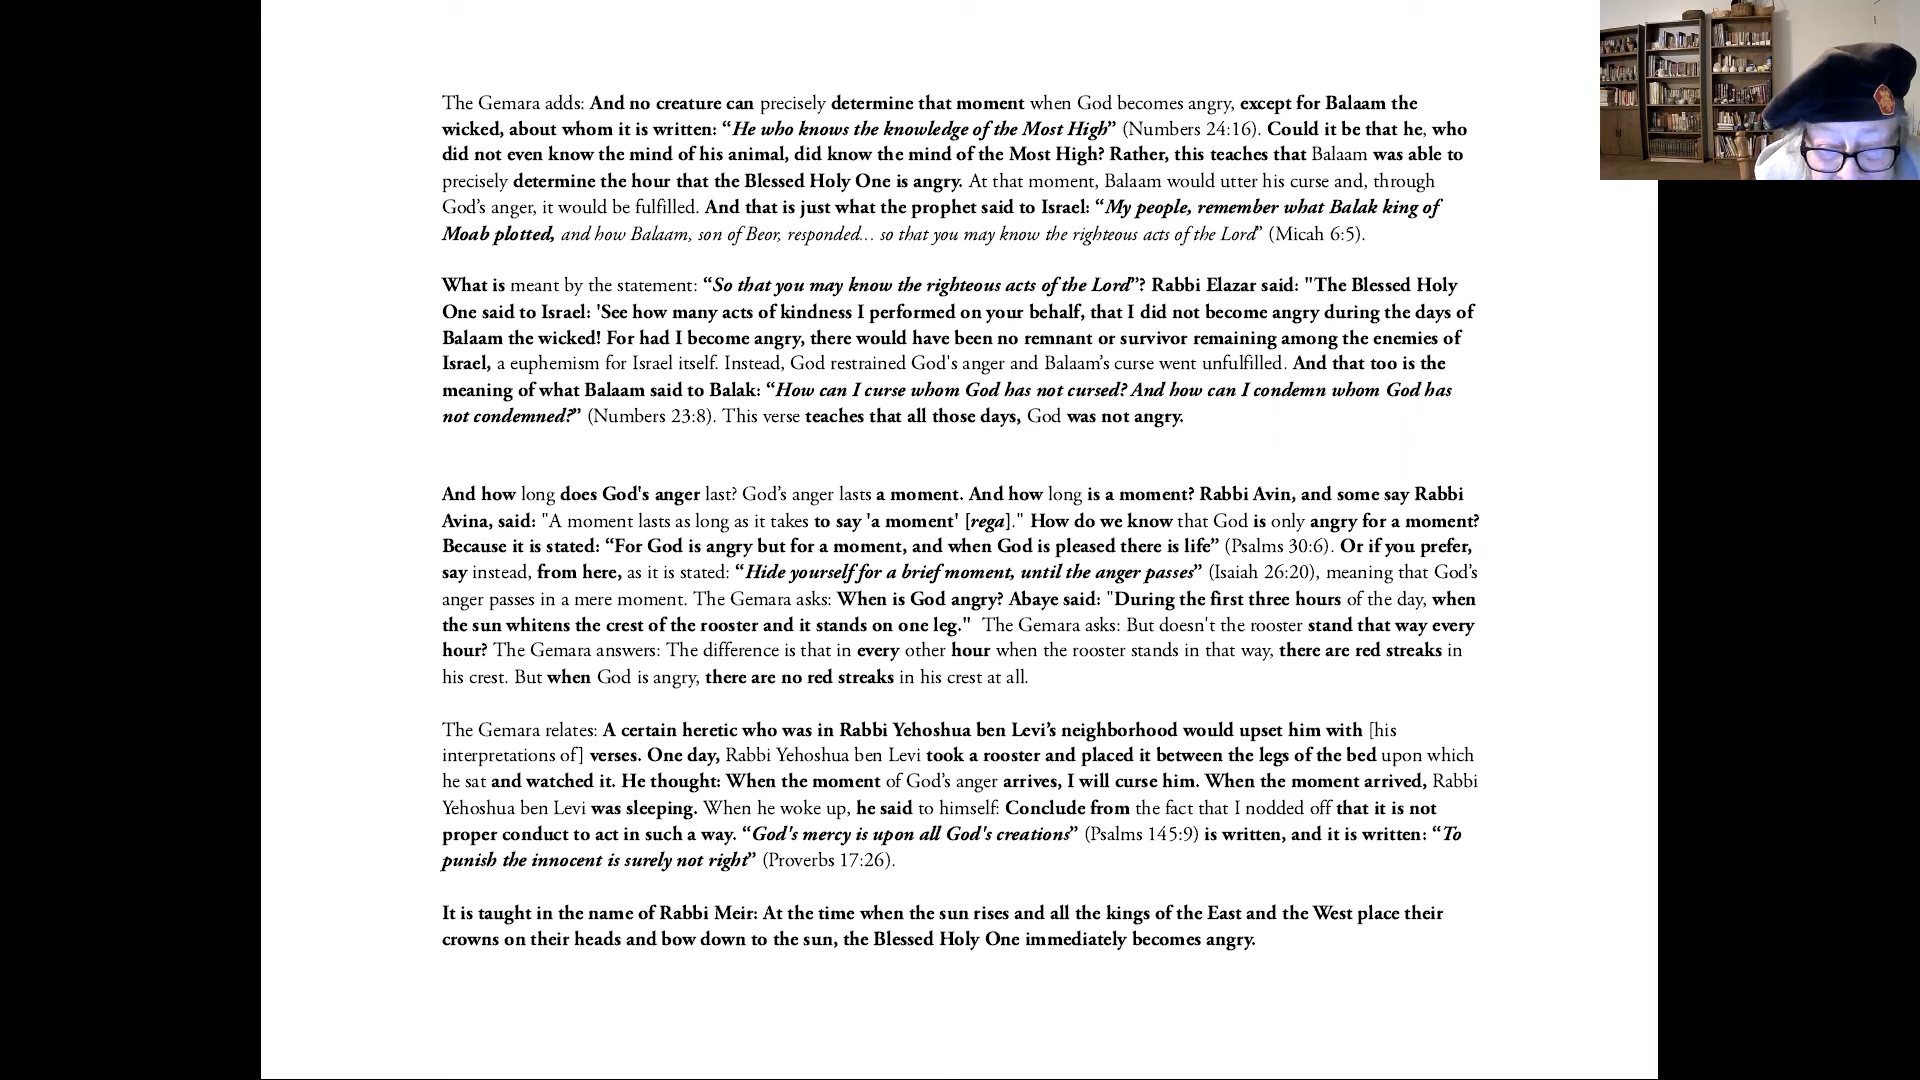 The Gemara adds: And no creature can precisely determine that moment when God becomes angry, except for Balaam the
wicked, about whom it is written: “He who knows the knowledge of the Most High” (Numbers 24:16). Could it be that he, who
did not even know the mind of his animal, did know the mind of the Most High? Rather, this teaches that Balaam was able to
precisely determine the hour that the Blessed Holy One is angry. At that moment, Balaam would utter his curse and, through
God’s anger, it would be fulfilled. And that is just what the prophet said to Israel: “My people, remember what Balak king of
Moab plotted, and how Balaam, son of Beor, responded... so that you may know the righteous acts of the Lord” (Micah 6:5).
What is meant by the statement: “So that you may know the righteous acts of the Lord”? Rabbi Elazar said: "The Blessed Holy
One said to Israel: 'See how many acts of kindness I performed on your behalf, that I did not become angry during the days of
Balaam the wicked! For had I become angry, there would have been no remnant or survivor remaining among the enemies of
Israel, a euphemism for Israel itself. Instead, God restrained God's anger and Balaam’s curse went unfulfilled. And that too is the
meaning of what Balaam said to Balak: “How can I curse whom God has not cursed? And how can I condemn whom God has
not condemned?” (Numbers 23:8). This verse teaches that all those days, God was not angry.
And how long does God's anger last? God’s anger lasts a moment. And how long is a moment? Rabbi Avin, and some say Rabbi
Avina, said: "A moment lasts as long as it takes to say 'a moment' [rega]." How do we know that God is only angry for a moment?
Because it is stated: “For God is angry but for a moment, and when God is pleased there is life” (Psalms 30:6). Or if you prefer,
say instead, from here, as it is stated: “Hide yourself for a brief moment, until the anger passes” (Isaiah 26:20), meaning that God’s
anger passes in a mere moment. The Gemara asks: When is God angry? Abaye said: "During the first three hours of the day, when
the sun whitens the crest of the rooster and it stands on one leg." The Gemara asks: But doesn't the rooster stand that way every
hour? The Gemara answers: The difference is that in every other hour when the rooster stands in that way, there are red streaks in
his crest. But when God is angry, there are no red streaks in his crest at all.
The Gemara relates: A certain heretic who was in Rabbi Yehoshua ben Levi’s neighborhood would upset him with [his
interpretations of] verses. One day, Rabbi Yehoshua ben Levi took a rooster and placed it between the legs of the bed upon which
he sat and watched it. He thought: When the moment of God’s anger arrives, I will curse him. When the moment arrived, Rabbi
Yehoshua ben Levi was sleeping. When he woke up, he said to himself: Conclude from the fact that I nodded off that it is not
proper conduct to act in such a way. “God's mercy is upon all God's creations” (Psalms 145:9) is written, and it is written: “To
punish the innocent is surely not right” (Proverbs 17:26).
It is taught in the name of Rabbi Meir: At the time when the sun rises and all the kings of the East and the West place their
crowns on their heads and bow down to the sun, the Blessed Holy One immediately becomes angry.